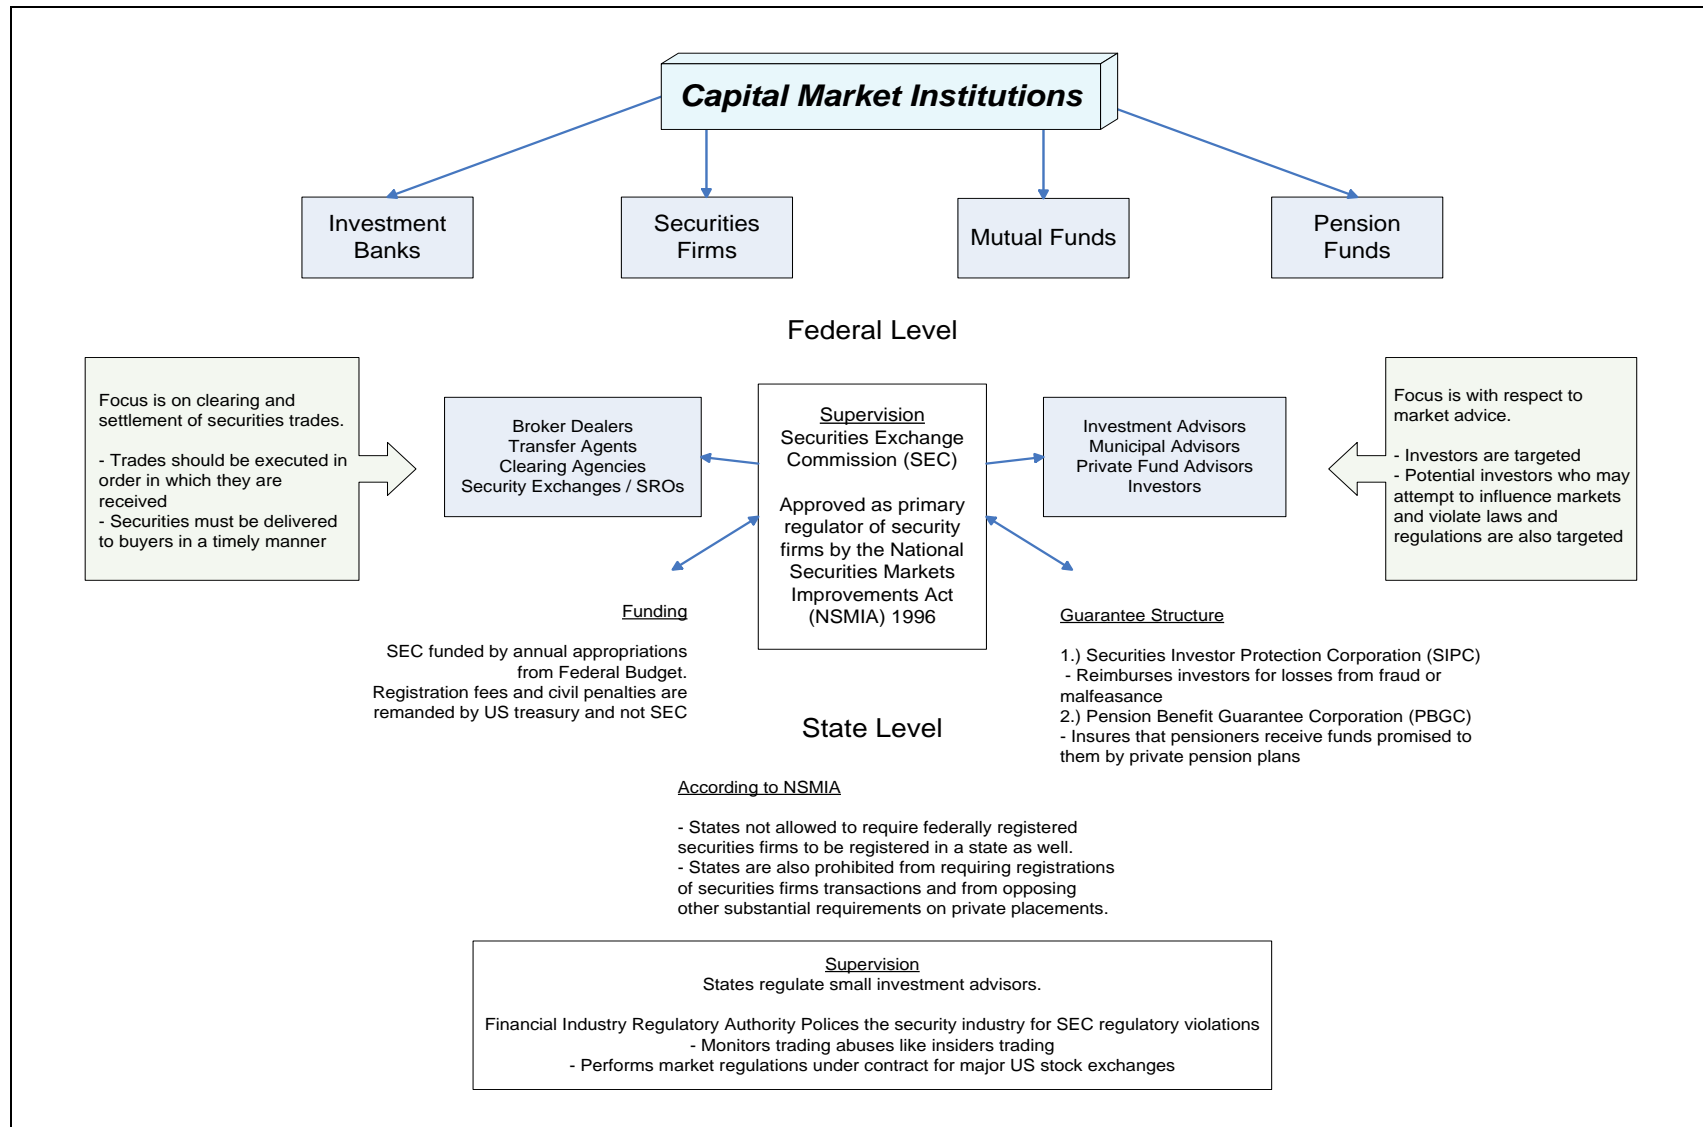 Capital Market Institutions
Investment
Banks
Securities
Firms
Mutual Funds
Pension
Funds
Federal Level
Focus is on clearing and
settlement of securities trades.
- Trades should be executed in
order in which they are
received
- Securities must be delivered
to buyers in a timely manner
Broker Dealers
Transfer Agents
Clearing Agencies
Security Exchanges / SROs
Supervision
Securities Exchange
Commission (SEC)
Approved as primary
regulator of security
firms by the National
Securities Markets
Improvements Act
(NSMIA) 1996
Investment Advisors
Municipal Advisors
Private Fund Advisors
Investors
Focus is with respect to
market advice.
- Investors are targeted
- Potential investors who may
attempt to influence markets
and violate laws and
regulations are also targeted
Funding
SEC funded by annual appropriations
from Federal Budget.
Registration fees and civil penalties are
remanded by US treasury and not SEC
Guarantee Structure
1.) Securities Investor Protection Corporation (SIPC)
- Reimburses investors for losses from fraud or
malfeasance
2.) Pension Benefit Guarantee Corporation (PBGC)
- Insures that pensioners receive funds promised to
them by private pension plans
State Level
According to NSMIA
- States not allowed to require federally registered
securities firms to be registered in a state as well.
- States are also prohibited from requiring registrations
of securities firms transactions and from opposing
other substantial requirements on private placements.
Supervision
States regulate small investment advisors.
Financial Industry Regulatory Authority Polices the security industry for SEC regulatory violations
- Monitors trading abuses like insiders trading
- Performs market regulations under contract for major US stock exchanges